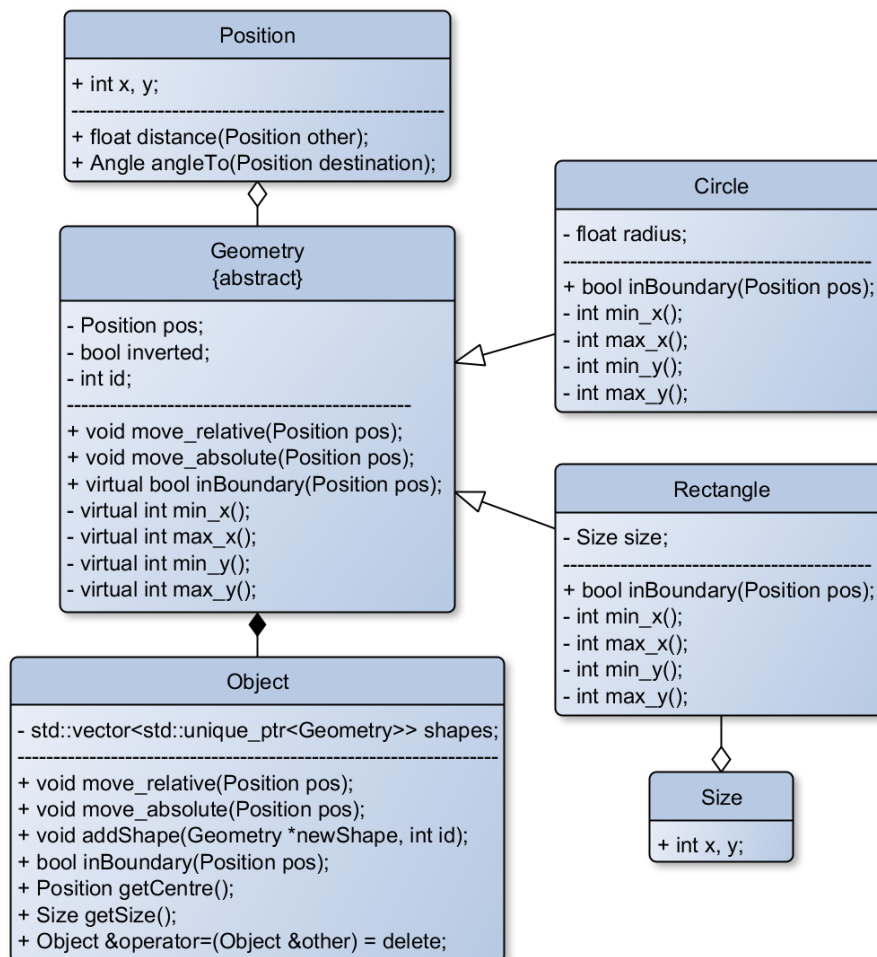 Position
+ int x, y;
----------------------------------------------------
+ float distance(Position other);
+ Angle angleTo(Position destination);
Geometry
{abstract}
- Position pos;
- bool inverted;
- int id;
------------------------------------------------
+ void move_relative(Position pos);
+ void move_absolute(Position pos);
+ virtual bool inBoundary(Position pos);
- virtual int min_x();
- virtual int max_x();
- virtual int min_y();
- virtual int max_y();
Circle
- float radius;
-------------------------------------------
+ bool inBoundary(Position pos);
- int min_x();
- int max_x();
- int min_y();
- int max_y();
Rectangle
- Size size;
-------------------------------------------
+ bool inBoundary(Position pos);
- int min_x();
- int max_x();
- int min_y();
- int max_y();
Object
- std::vector<std::unique_ptr<Geometry>> shapes;
-------------------------------------------------------------------
+ void move_relative(Position pos);
+ void move_absolute(Position pos);
+ void addShape(Geometry *newShape, int id);
+ bool inBoundary(Position pos);
+ Position getCentre();
+ Size getSize();
+ Object &operator=(Object &other) = delete;
Size
+ int x, y;